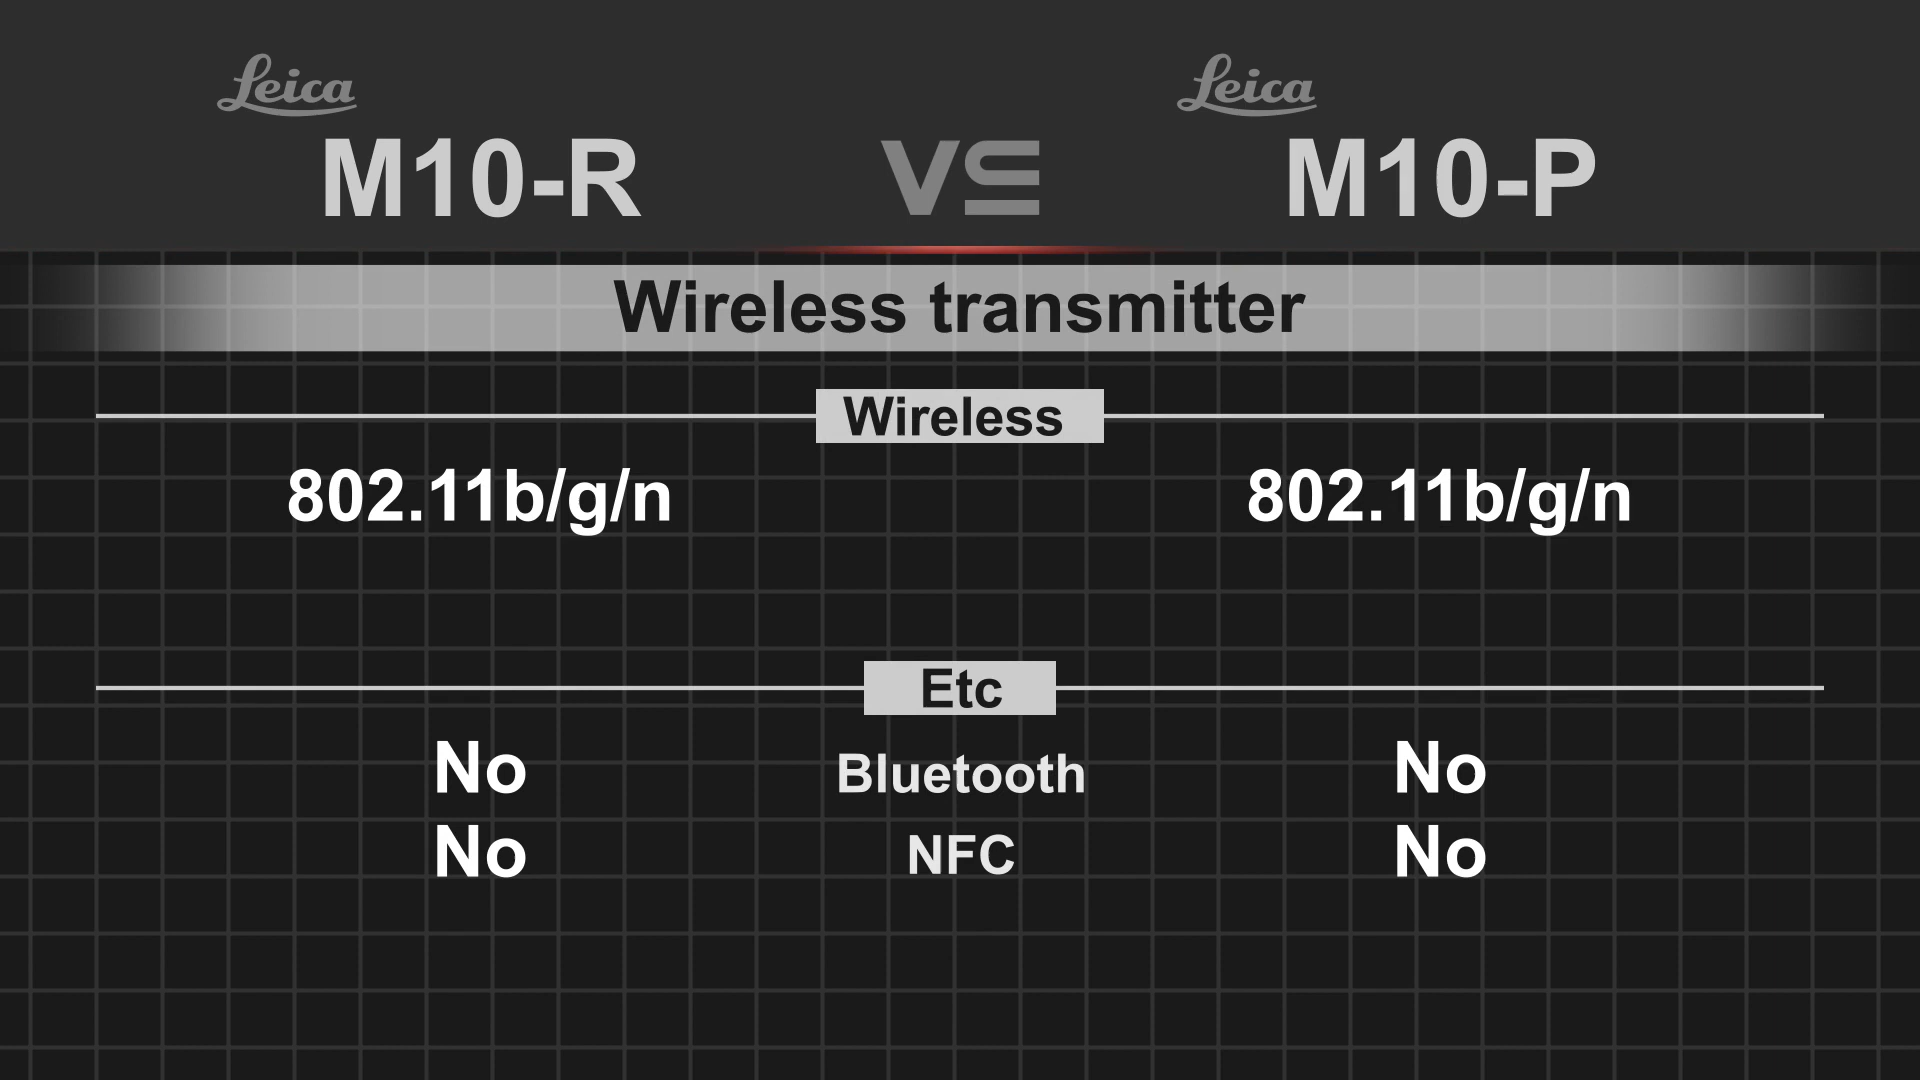 Leica Leica
M10-R VS M10-P
Wireless transmitter
Wireless
802.11b/g/n 802.11b/g/n
Etc
No Bluetooth No
No NFC No